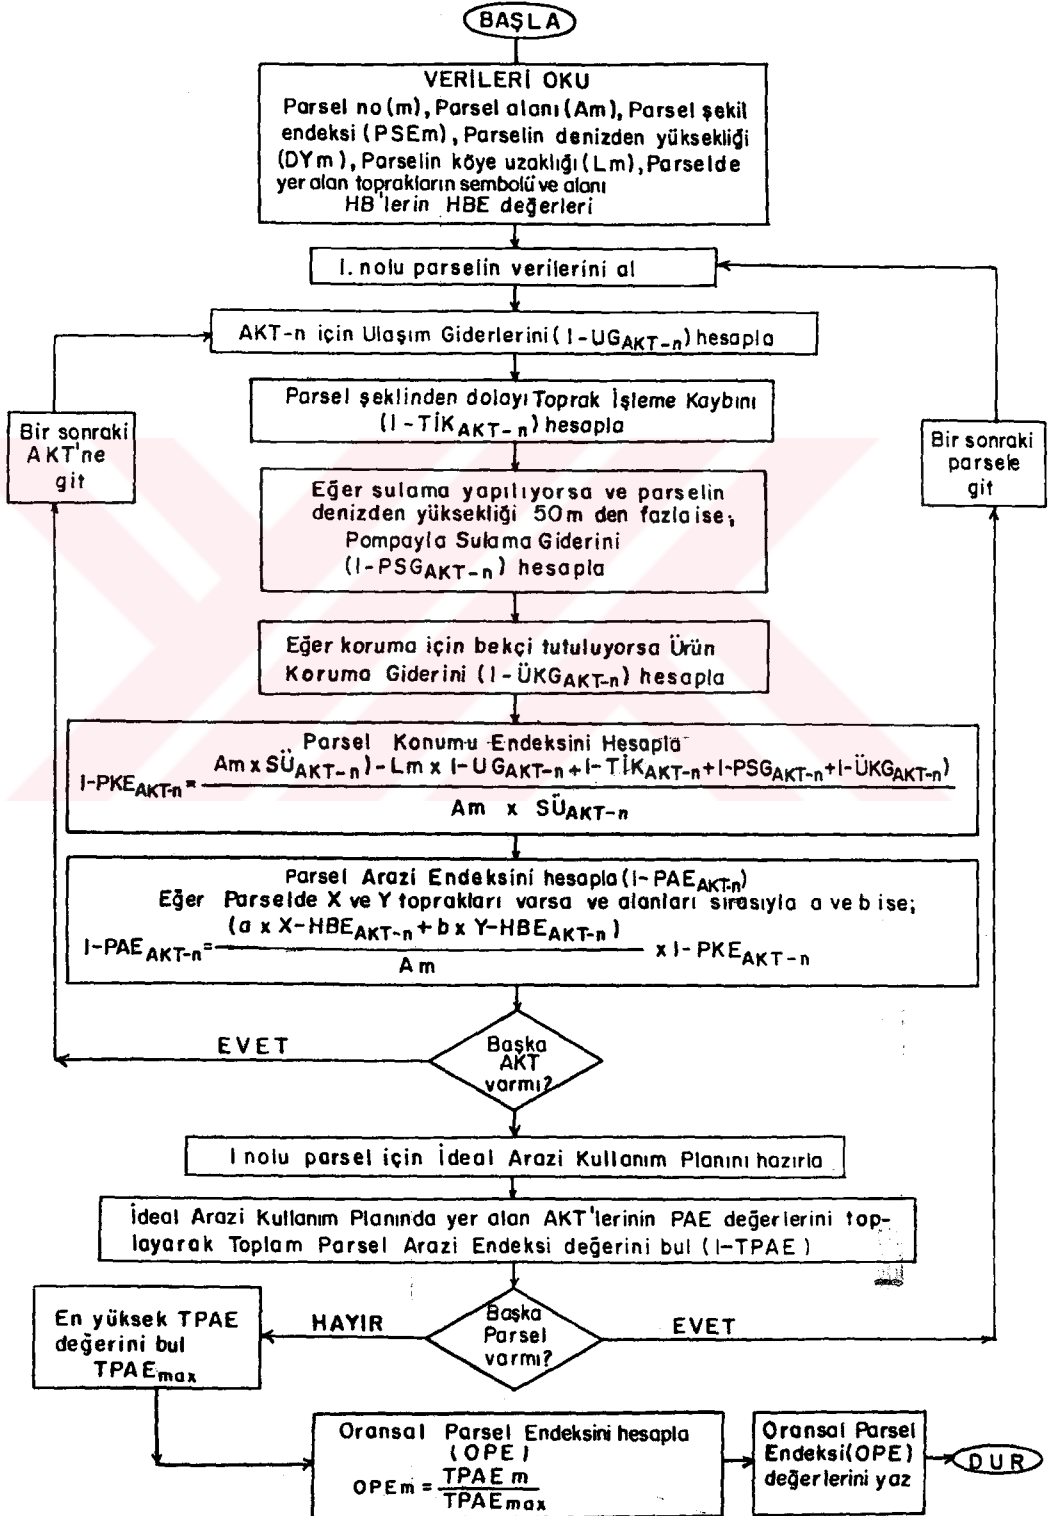 BAŞLA
VERİLERİ OKU
Parsel no (m), Parsel alanı (Am), Parsel şekil
endeksi (PSEm), Parselin denizden yüksekliği
(DYm), Parselin köye uzaklığı (Lm), Parselde
yer alan toprakların sembolü ve alanı
HB'lerin HBE değerleri
I. nolu parselin verilerini al
AKT-n için Ulaşım Giderlerini (I-UGAKT-n) hesapla
Parsel şeklinden dolayı Toprak İşleme Kaybını
(I-TİKAKT-n) hesapla
Bir sonraki
AKT'ne
git
Bir sonraki
parsele
git
Eğer sulama yapılıyorsa ve parselin
denizden yüksekliği 50m den fazla ise;
Pompayla Sulama Giderini
(I-PSGAKT-n) hesapla
Eğer koruma için bekçi tutuluyorsa Ürün
Koruma Giderini (I-ÜKGAKT-n) hesapla
Parsel Konumu Endeksini Hesapla
I-PKEAKT-n = Am x SÜAKT-n) - Lm x I-UGAKT-n + I-TİKAKT-n + I-PSGAKT-n + I-ÜKGAKT-n)
Am x SÜAKT-n
Parsel Arazi Endeksini hesapla (I-PAEAKT-n)
Eğer Parselde X ve Y toprakları varsa ve alanları sırasıyla a ve b ise;
(a x X-HBEAKT-n + b x Y-HBEAKT-n)
I-PAEAKT-n = x I-PKEAKT-n
Am
EVET
Başka
AKT
varmı?
I nolu parsel için İdeal Arazi Kullanım Planını hazırla
İdeal Arazi Kullanım Planında yer alan AKT'lerinin PAE değerlerini top-
layarak Toplam Parsel Arazi Endeksi değerini bul (I-TPAE)
En yüksek TPAE
değerini bul
TPAEmax
HAYIR
Başka
Parsel
varmı?
EVET
Oransal Parsel Endeksini hesapla
(OPE)
OPEm = TPAE m
TPAEmax
Oransal Parsel
Endeksi (OPE)
değerlerini yaz
DUR